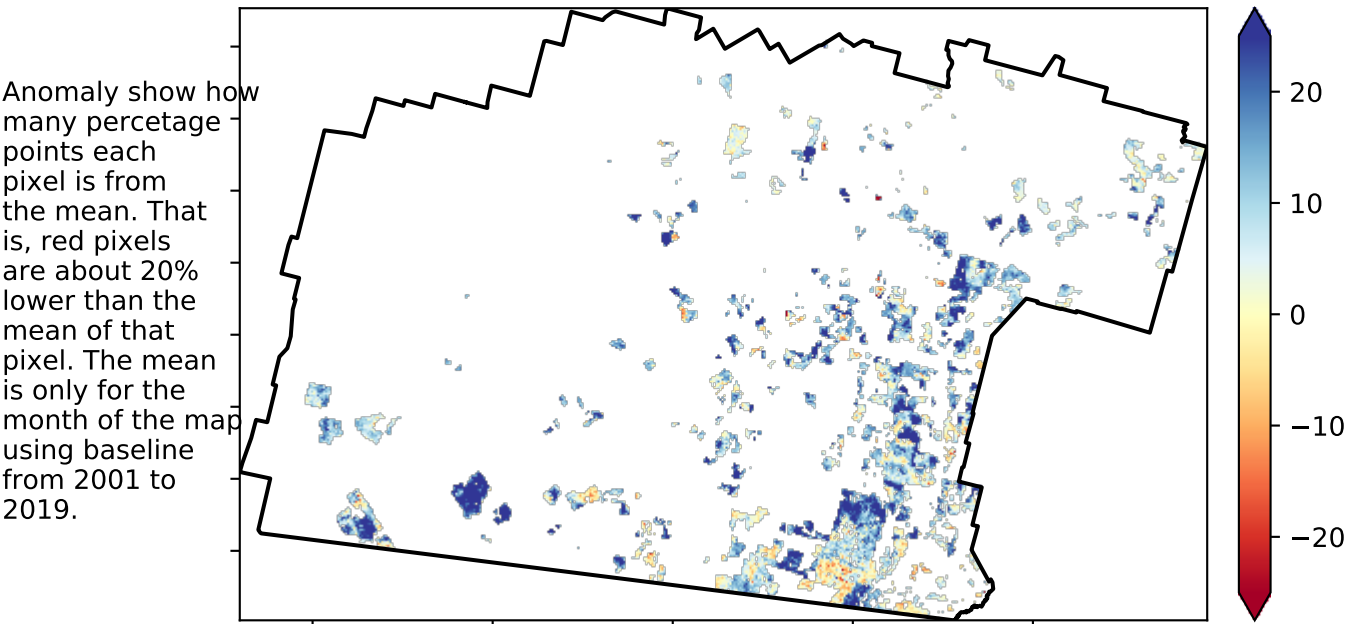 Anomaly show how
many percetage
points each
pixel is from
the mean. That
is, red pixels
are about 20%
lower than the
mean of that
pixel. The mean
is only for the
month of the map
using baseline
from 2001 to
2019.
20
10
0
−10
−20